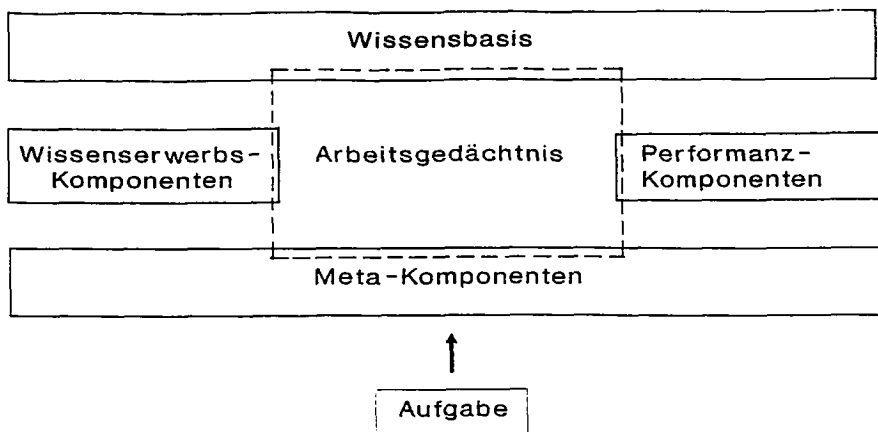 Wissensbasis
Wissenserwerbs-
Komponenten
Arbeitsgedächtnis
Performanz-
Komponenten
Meta-Komponenten
Aufgabe